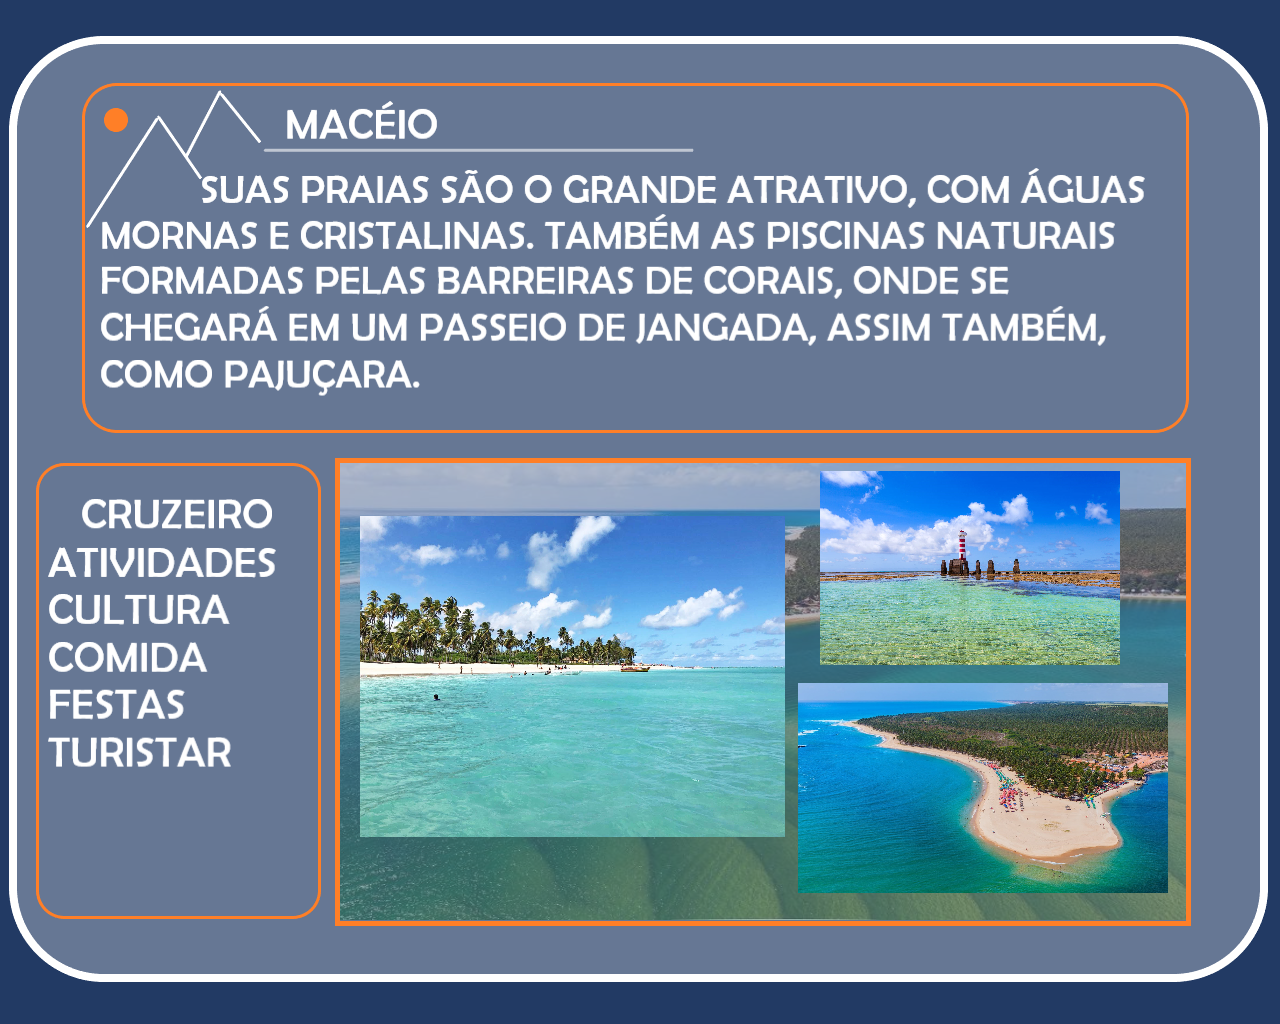 MACÉIO
SUAS PRAIAS SÃO O GRANDE ATRATIVO, COM ÁGUAS
MORNAS E CRISTALINAS. TAMBÉM AS PISCINAS NATURAIS
FORMADAS PELAS BARREIRAS DE CORAIS, ONDE SE
CHEGARÁ EM UM PASSEIO DE JANGADA, ASSIM TAMBÉM,
COMO PAJUÇARA.
CRUZEIRO
ATIVIDADES
CULTURA
COMIDA
FESTAS
TURISTAR